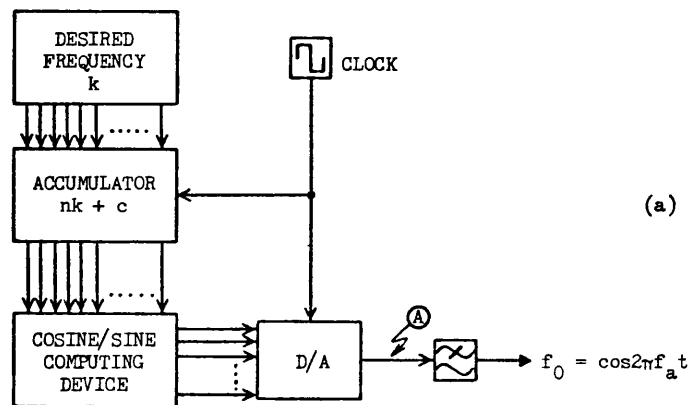 DESIRED
FREQUENCY
k
CLOCK
ACCUMULATOR
nk + c
(a)
COSINE/SINE
COMPUTING
DEVICE
D/A
A
f₀ = cos2πfₐt